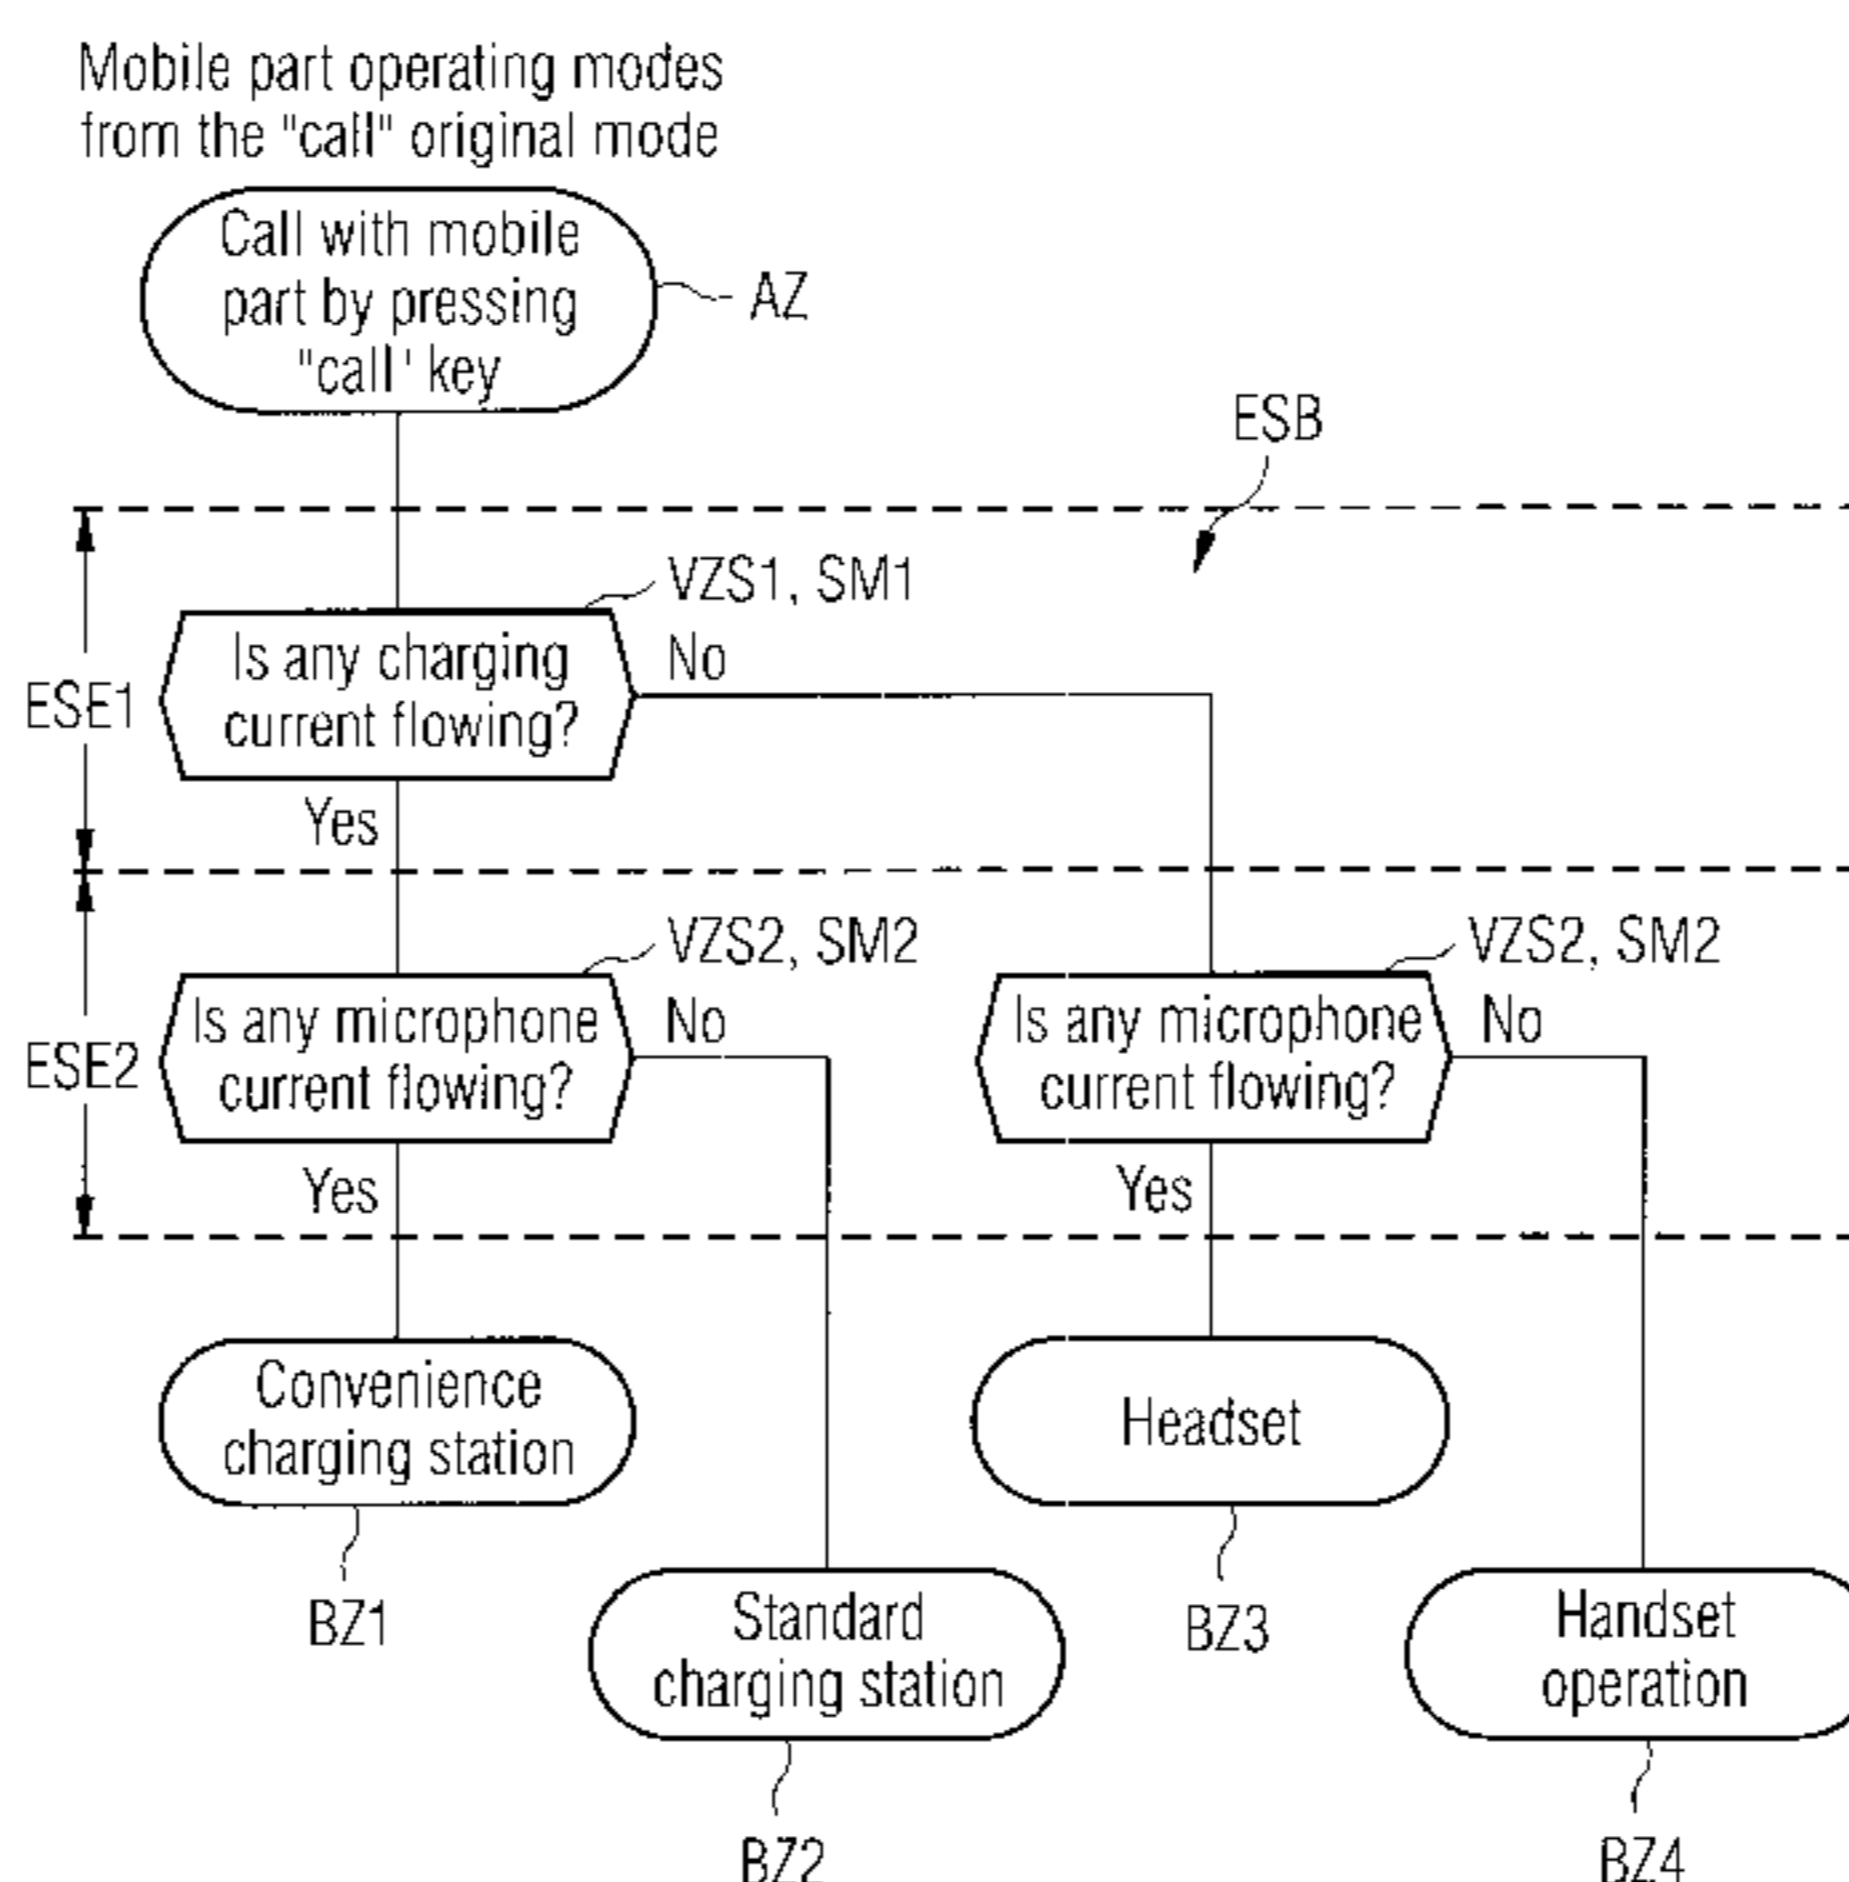 Mobile part operating modes
from the "call" original mode
Call with mobile
part by pressing
"call" key
AZ
ESB
VZS1, SM1
Is any charging
current flowing?
No
ESE1
Yes
VZS2, SM2
Is any microphone
current flowing?
No
VZS2, SM2
Is any microphone
current flowing?
No
ESE2
Yes
Yes
Convenience
charging station
Headset
BZ1
Standard
charging station
BZ3
Handset
operation
BZ2
BZ4